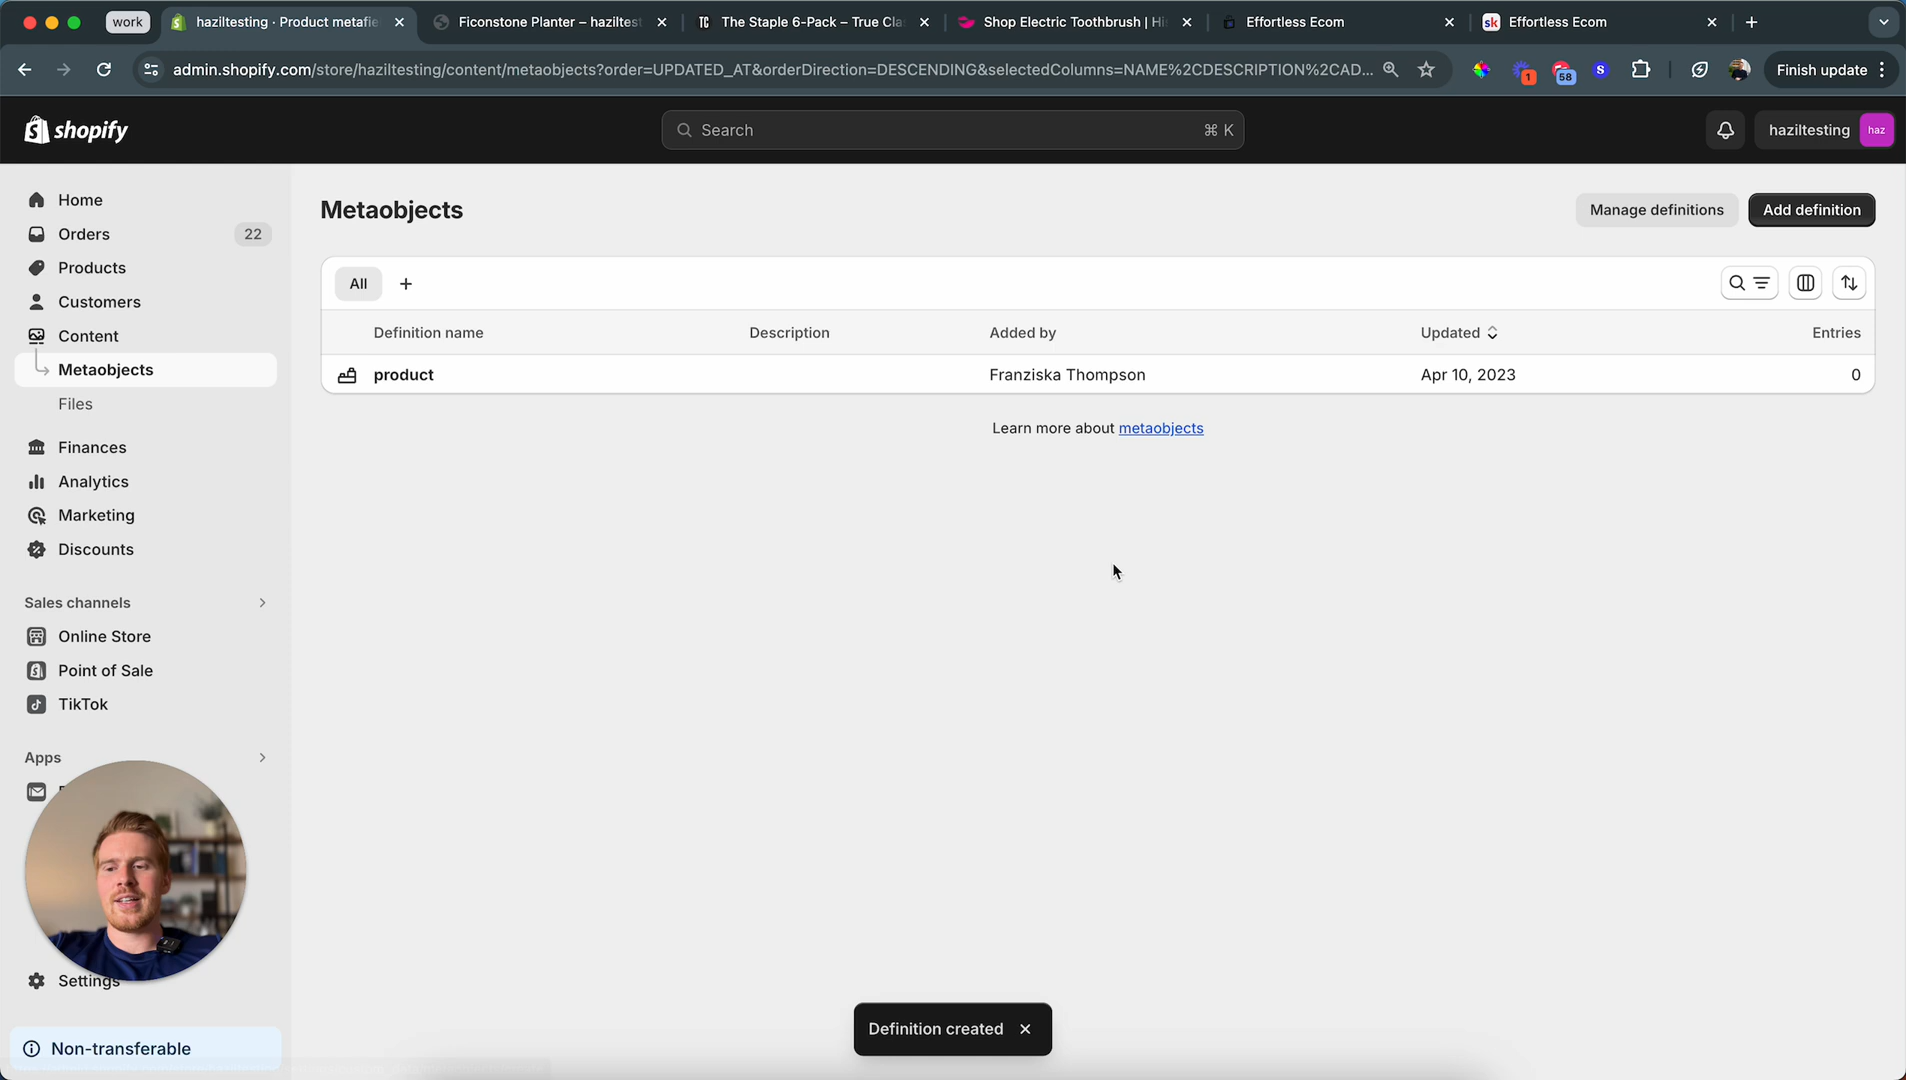 work
haziltesting · Product metafie
Ficonstone Planter – haziltest
The Staple 6-Pack – True Cla
Shop Electric Toothbrush | Hi
Effortless Ecom
sk
Effortless Ecom
admin.shopify.com/store/haziltesting/content/metaobjects?order=UPDATED_AT&orderDirection=DESCENDING&selectedColumns=NAME%2CDESCRIPTION%2CAD...
1
58
S
Finish update
shopify
Search
⌘ K
haziltesting
haz
Home
Orders
22
Products
Customers
Content
Metaobjects
Files
Finances
Analytics
Marketing
Discounts
Sales channels
Online Store
Point of Sale
TikTok
Apps
Settings
Non-transferable
Metaobjects
Manage definitions
Add definition
All
Definition name
Description
Added by
Updated
Entries
product
Franziska Thompson
Apr 10, 2023
0
Learn more about metaobjects
Definition created